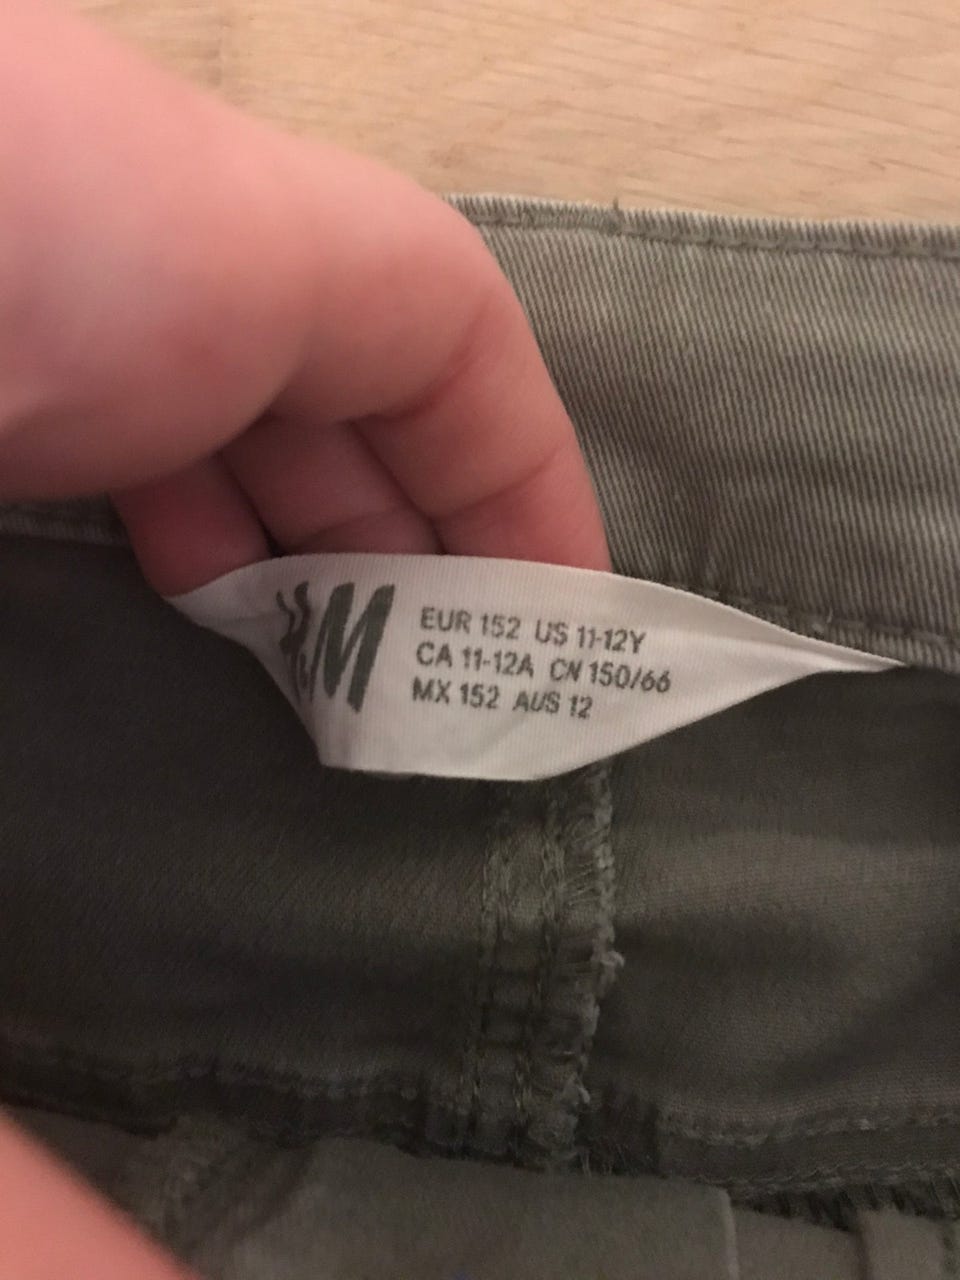 H&M
EUR 152 US 11-12Y
CA 11-12A CN 150/66
MX 152 AUS 12